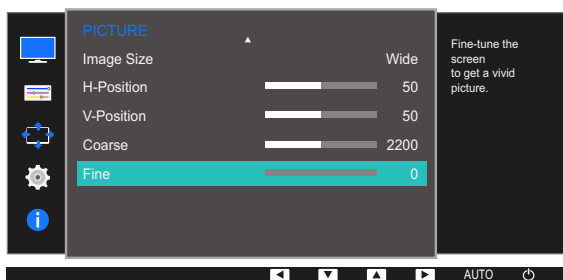 PICTURE
Image Size Wide
H-Position 50
V-Position 50
Coarse 2200
Fine 0
Fine-tune the
screen
to get a vivid
picture.
AUTO